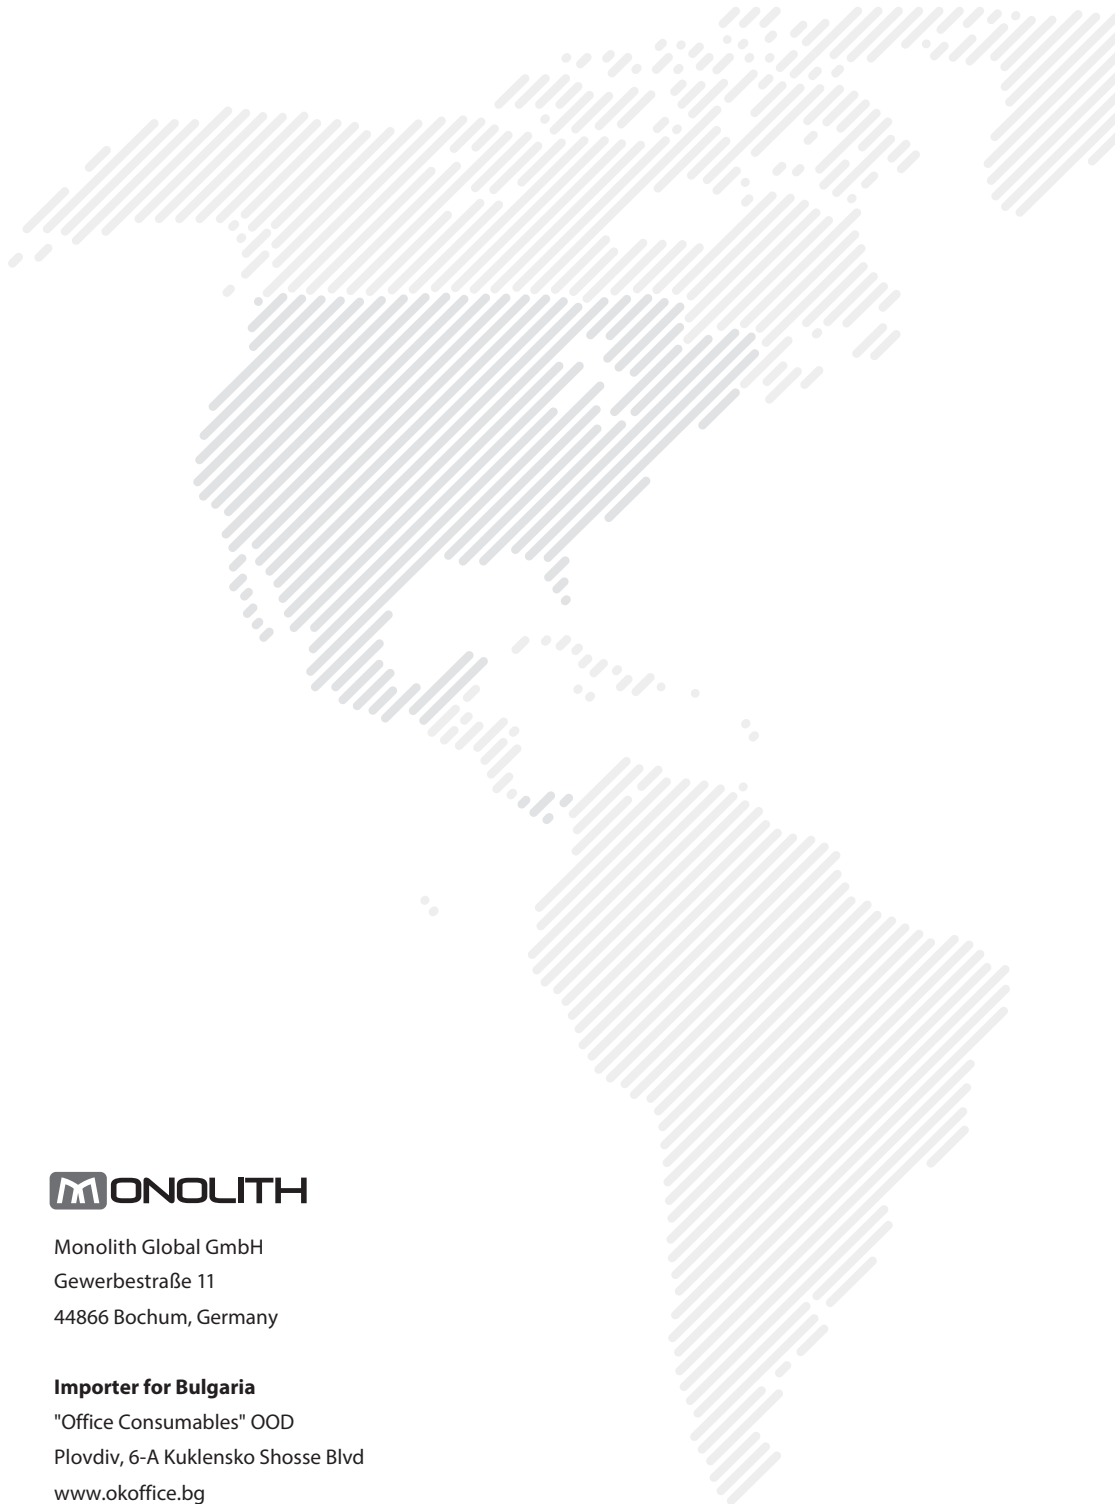 MONOLITH
Monolith Global GmbH
Gewerbestraße 11
44866 Bochum, Germany
Importer for Bulgaria
"Office Consumables" OOD
Plovdiv, 6-A Kuklensko Shosse Blvd
www.okoffice.bg